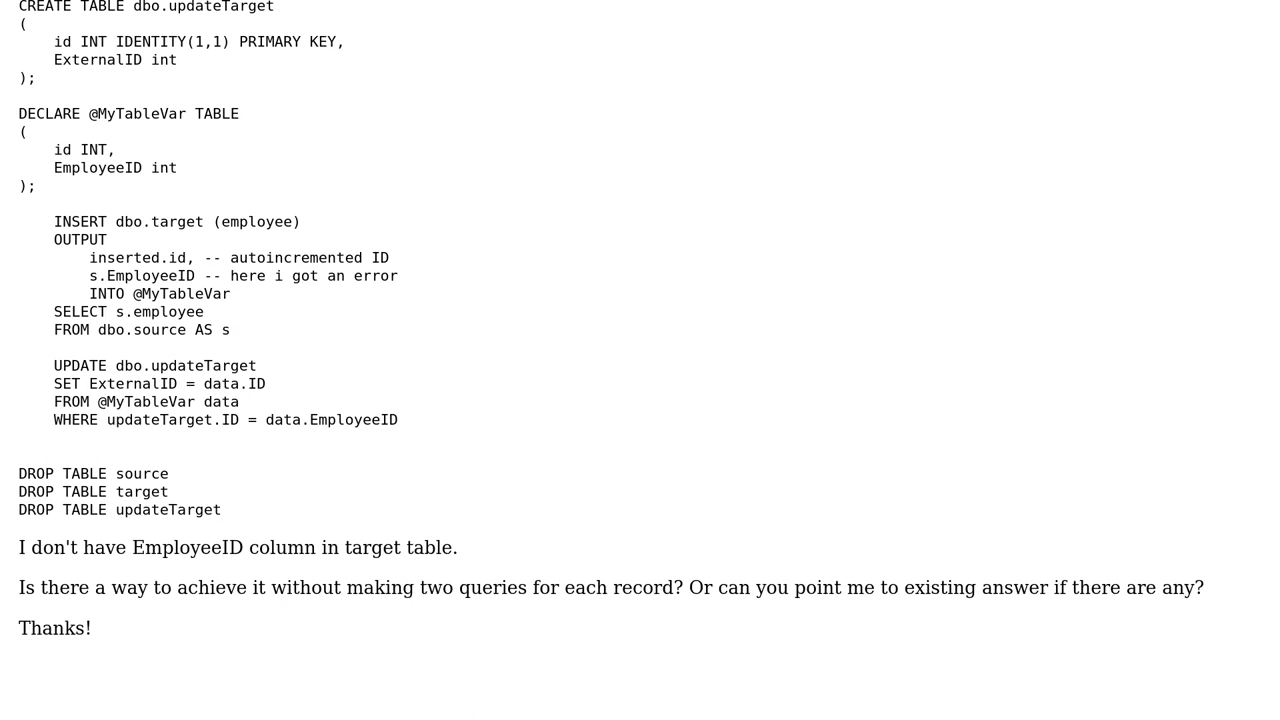 CREATE TABLE dbo.updateTarget
(
    id INT IDENTITY(1,1) PRIMARY KEY,
    ExternalID int
);

DECLARE @MyTableVar TABLE
(
    id INT,
    EmployeeID int
);

    INSERT dbo.target (employee)
    OUTPUT
        inserted.id, -- autoincremented ID
        s.EmployeeID -- here i got an error
        INTO @MyTableVar
    SELECT s.employee
    FROM dbo.source AS s

    UPDATE dbo.updateTarget
    SET ExternalID = data.ID
    FROM @MyTableVar data
    WHERE updateTarget.ID = data.EmployeeID


DROP TABLE source
DROP TABLE target
DROP TABLE updateTarget

I don't have EmployeeID column in target table.

Is there a way to achieve it without making two queries for each record? Or can you point me to existing answer if there are any?

Thanks!